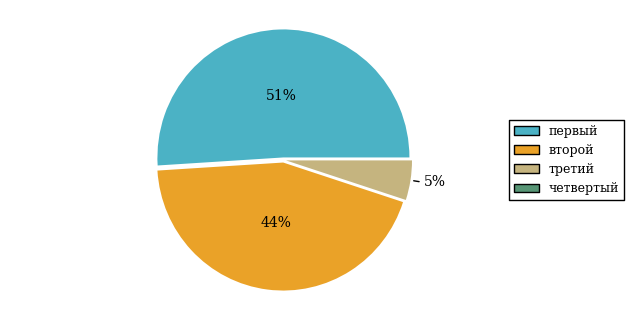 51%
44%
5%
первый
второй
третий
четвертый